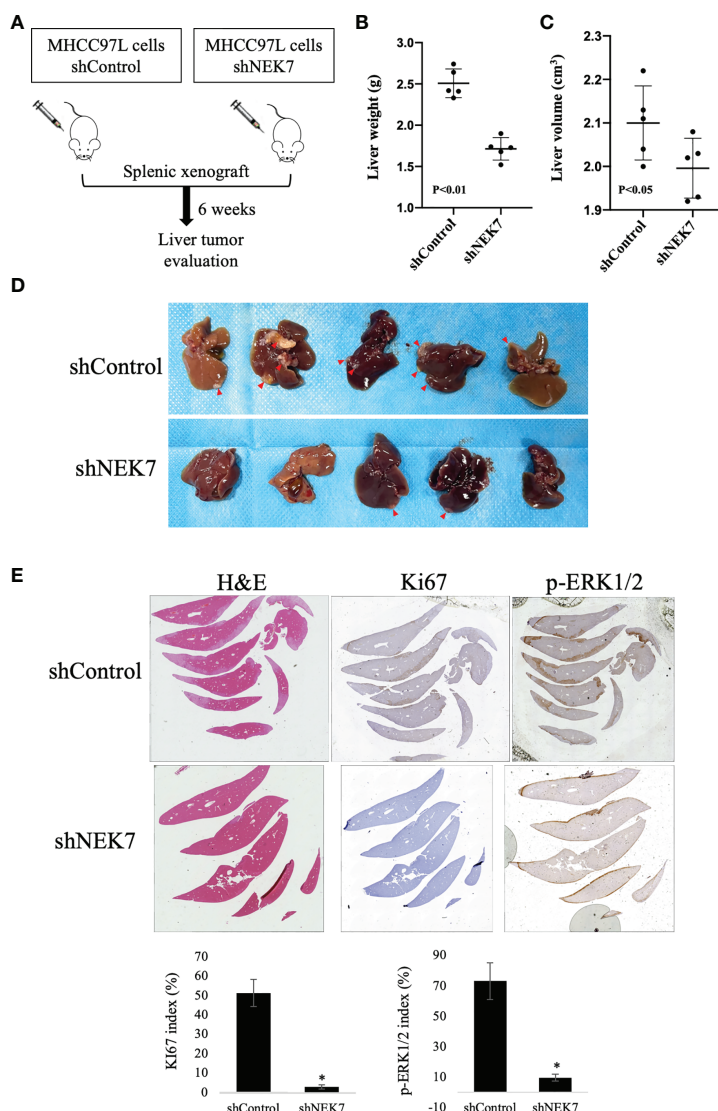 A
MHCC97L cells
shControl
MHCC97L cells
shNEK7
Splenic xenograft
6 weeks
Liver tumor
evaluation
B
Liver weight (g)
3.0
2.5
2.0
1.5
1.0
P<0.01
shControl
shNEK7
C
Liver volume (cm³)
2.3
2.2
2.1
2.0
1.9
P<0.05
shControl
shNEK7
D
shControl
shNEK7
E
H&E
Ki67
p-ERK1/2
shControl
shNEK7
KI67 index (%)
70
60
50
40
30
20
10
0
*
shControl
shNEK7
p-ERK1/2 index (%)
90
70
50
30
10
-10
*
shControl
shNEK7